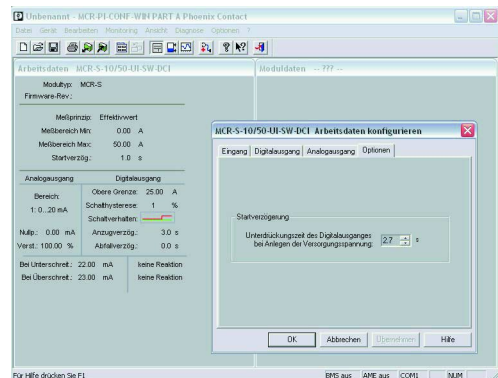 Unbenannt - MCR-PI-CONF-WIN PART A Phoenix Contact
Datei Gerät Bearbeiten Monitoring Ansicht Diagnose Optionen ?
Arbeitsdaten MCR-S-10/50-UI-SW-DCI
Modultyp: MCR-S
Firmware-Rev.:
Meßprinzip: Effektivwert
Meßbereich Min: 0.00 A
Meßbereich Max: 50.00 A
Startverzög.: 1.0 s
Analogausgang
Digitalausgang
Bereich:
1: 0...20 mA
Nullp.: 0.00 mA
Verst.: 100.00 %
Obere Grenze: 25.00 A
Schalthysterese: 1 %
Schaltverhalten:
Anzugverzög.: 3.0 s
Abfallverzög.: 0.0 s
Bei Unterschreit.: 22.00 mA keine Reaktion
Bei Überschreit.: 23.00 mA keine Reaktion
Moduldaten -- ??? --
MCR-S-10/50-UI-SW-DCI Arbeitsdaten konfigurieren
Eingang Digitalausgang Analogausgang Optionen
Startverzögerung
Unterdrückungszeit des Digitalausganges
bei Anlegen der Versorgungsspannung: 2.7 s
OK Abbrechen Übernehmen Hilfe
Für Hilfe drücken Sie F1
BMS aus AME aus COM1 NUM